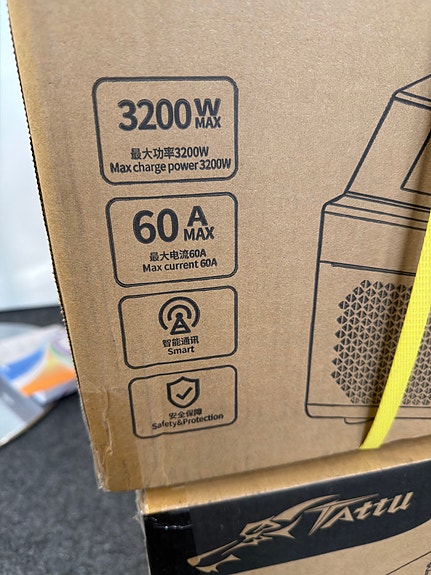 3200W
MAX
最大功率3200W
Max charge power 3200W
60 A
MAX
最大电流60A
Max current 60A
智能通讯
Smart
安全保障
Safety&Protection
TATTU